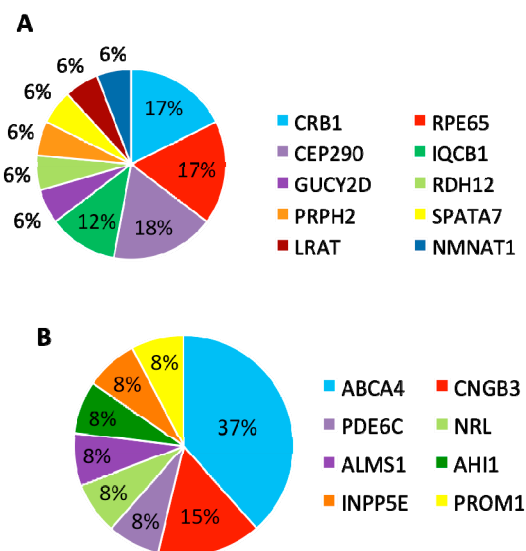 A
6%
6%
6%
6%
6%
6%
17%
17%
18%
12%
CRB1 RPE65
CEP290 IQCB1
GUCY2D RDH12
PRPH2 SPATA7
LRAT NMNAT1
B
8%
8%
8%
8%
8%
8%
37%
15%
ABCA4 CNGB3
PDE6C NRL
ALMS1 AHI1
INPP5E PROM1